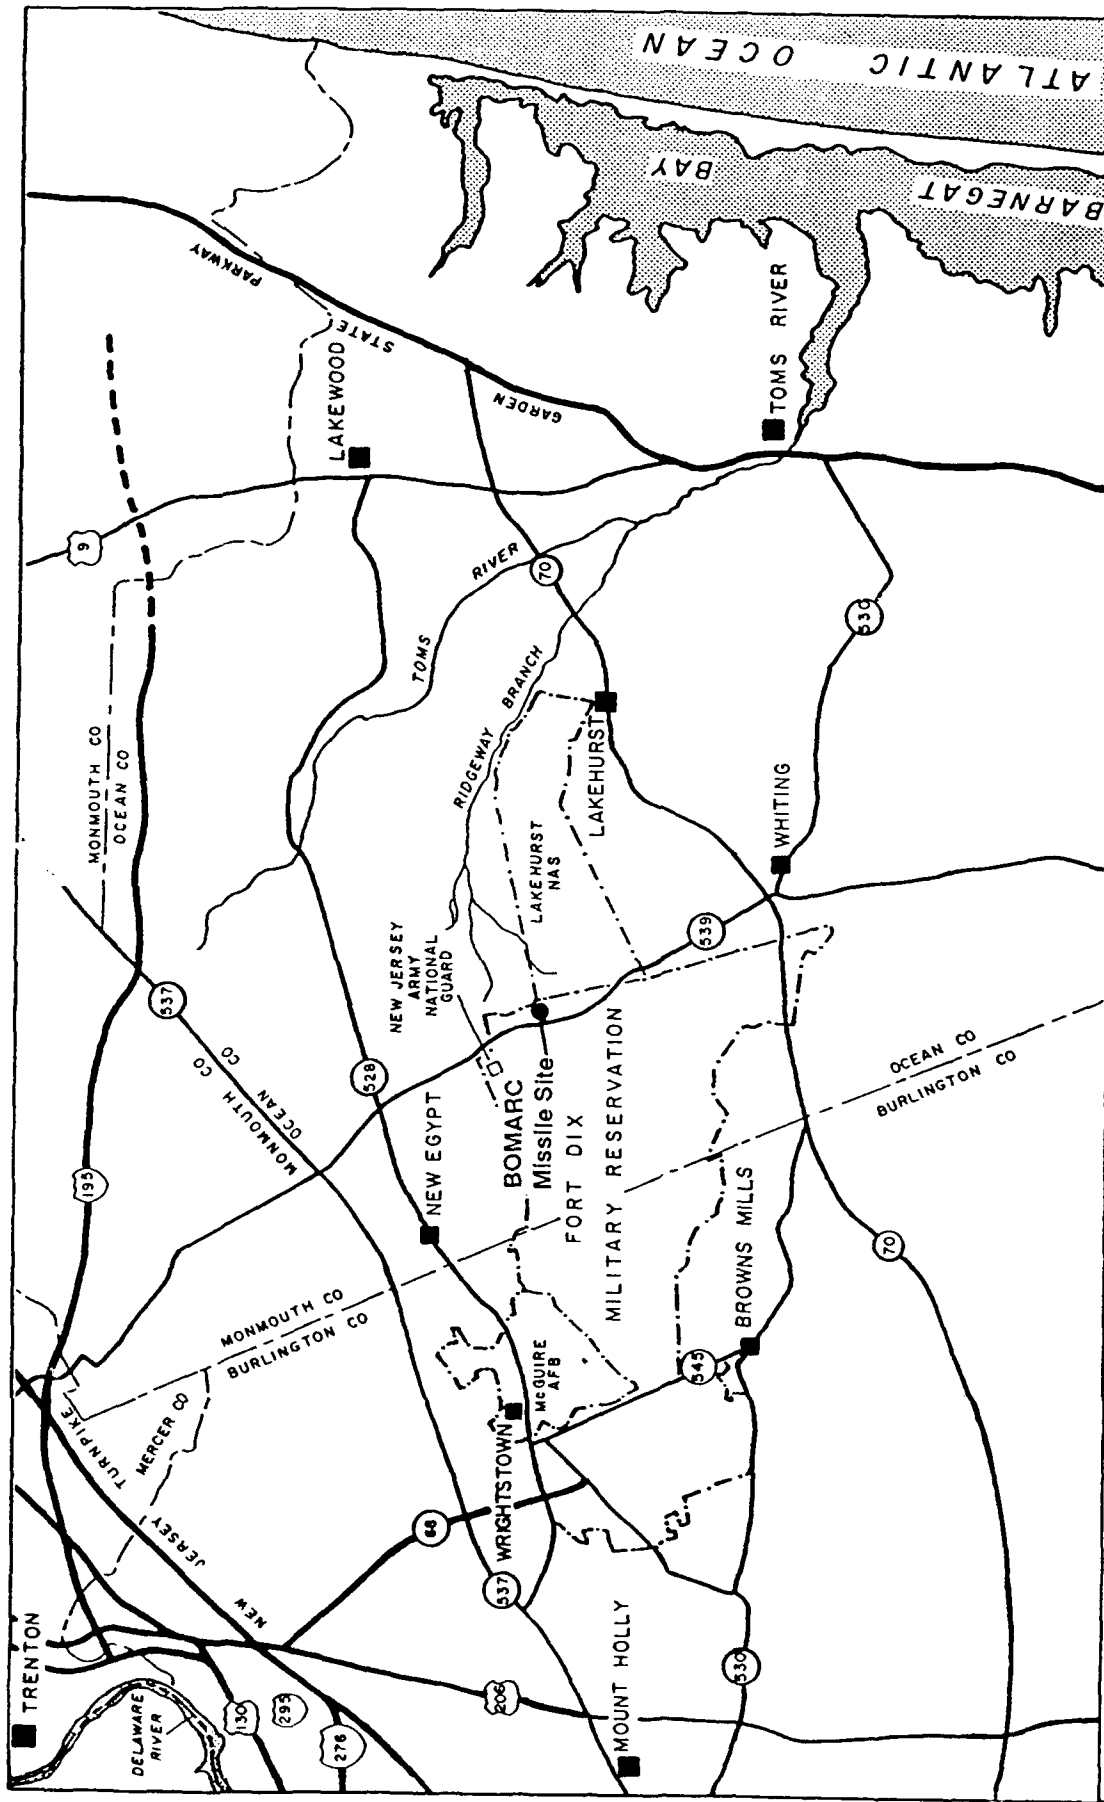 TRENTON
DELAWARE
RIVER
130
295
276
206
NEW
JERSEY
TURNPIKE
MERCER CO
195
MONMOUTH CO
BURLINGTON CO
68
537
WRIGHTSTOWN
MCGUIRE
AFB
MOUNT HOLLY
530
545
BROWNS MILLS
70
NEW EGYPT
528
MONMOUTH CO
OCEAN CO
537
MONMOUTH CO
OCEAN CO
NEW JERSEY
ARMY
NATIONAL
GUARD
BOMARC
Missile Site
FORT DIX
MILITARY RESERVATION
OCEAN CO
BURLINGTON CO
539
LAKEHURST
NAS
LAKEHURST
WHITING
530
RIDGEWAY
BRANCH
TOMS
RIVER
70
9
LAKEWOOD
GARDEN
STATE
PARKWAY
TOMS RIVER
BARNEGAT
BAY
ATLANTIC
OCEAN